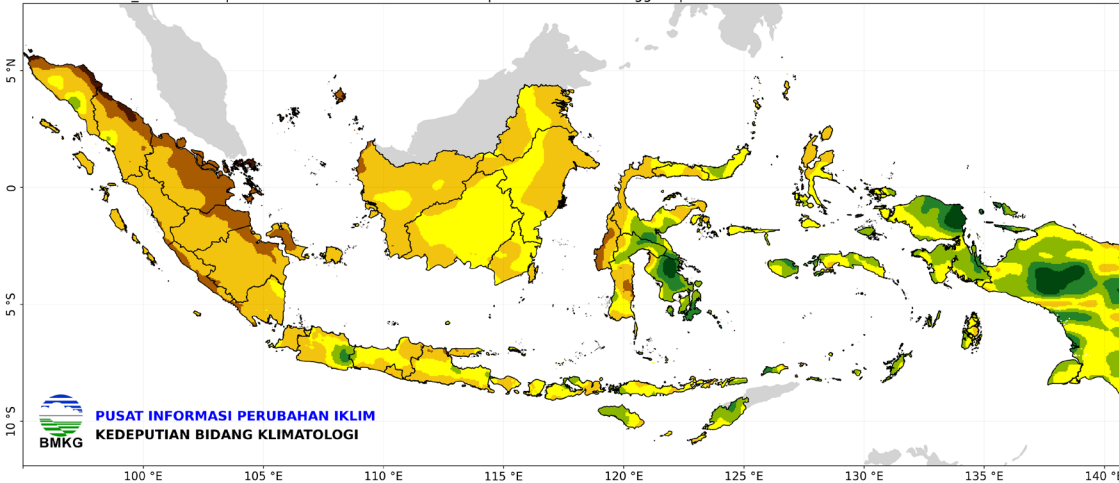 5 °N
0
5 °S
10 °S
PUSAT INFORMASI PERUBAHAN IKLIM
KEDEPUTIAN BIDANG KLIMATOLOGI
BMKG
100 °E
105 °E
110 °E
115 °E
120 °E
125 °E
130 °E
135 °E